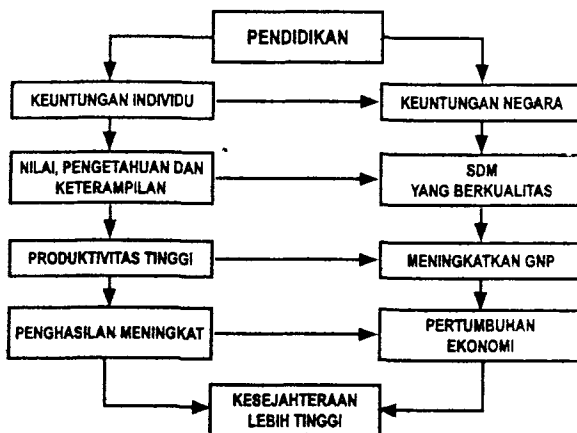 PENDIDIKAN
KEUNTUNGAN INDIVIDU
KEUNTUNGAN NEGARA
NILAI, PENGETAHUAN DAN
KETERAMPILAN
SDM
YANG BERKUALITAS
PRODUKTIVITAS TINGGI
MENINGKATKAN GNP
PENGHASILAN MENINGKAT
PERTUMBUHAN
EKONOMI
KESEJAHTERAAN
LEBIH TINGGI